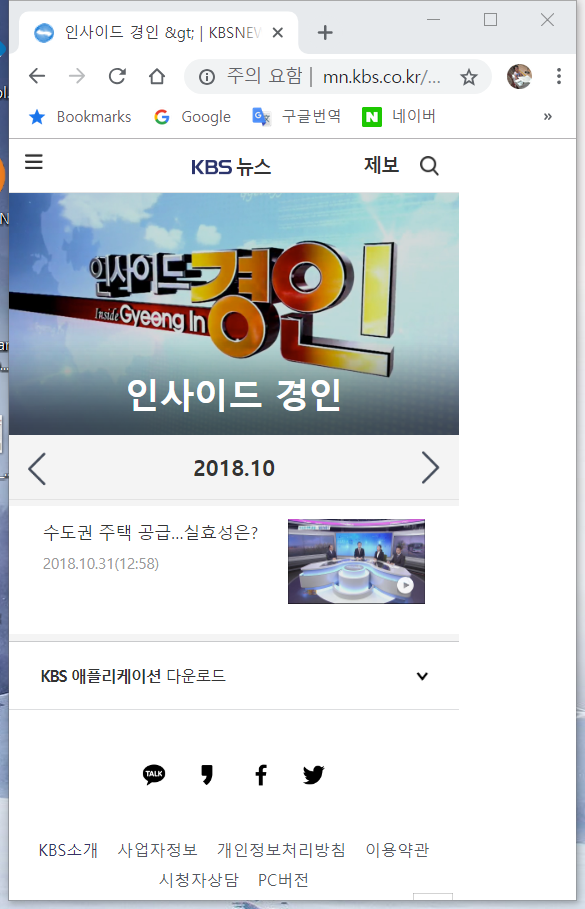 인사이드 경인 &gt; | KBSNEW
주의 요함 | mn.kbs.co.kr/...
Bookmarks Google 구글번역 네이버 »
KBS 뉴스 제보
인사이드 경인
Inside Gyeong In
인사이드 경인
2018.10
수도권 주택 공급...실효성은?
2018.10.31(12:58)
KBS 애플리케이션 다운로드
TALK
KBS소개 사업자정보 개인정보처리방침 이용약관
시청자상담 PC버전